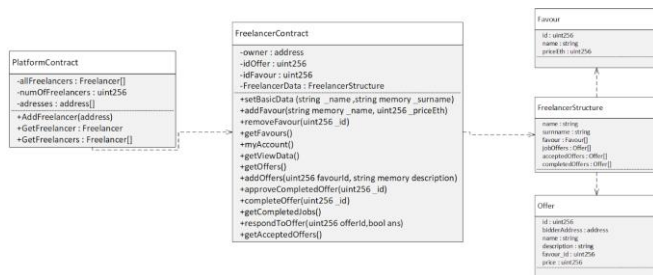 PlatformContract
-allFreelancers : Freelancer[]
-numOfFreelancers : uint256
-adresses : address[]
+AddFreelancer(address)
+GetFreelancer : Freelancer
+GetFreelancers : Freelancer[]
FreelancerContract
-owner : address
-idOffer : uint256
-idFavour : uint256
-FreelancerData : FreelancerStructure
+setBasicData (string _name ,string memory _surname)
+addFavour(string memory _name, uint256 _priceEth)
+removeFavour(uint256 _id)
+getFavours()
+myAccount()
+getViewData()
+getOffers()
+addOffers(uint256 favourId, string memory description)
+approveCompletedOffer(uint256 _id)
+completeOffer(uint256 _id)
+getCompletedJobs()
+respondToOffer(uint256 offerId,bool ans)
+getAcceptedOffers()
Favour
id : uint256
name : string
priceEth : uint256
FreelancerStructure
name : string
surnname : string
favour : Favour[]
jobOffers : Offer[]
acceptedOffers : Offer[]
completedOffers : Offer[]
Offer
id : uint256
bidderAddress : address
name : string
description : string
favour_id : uint256
price : uint256